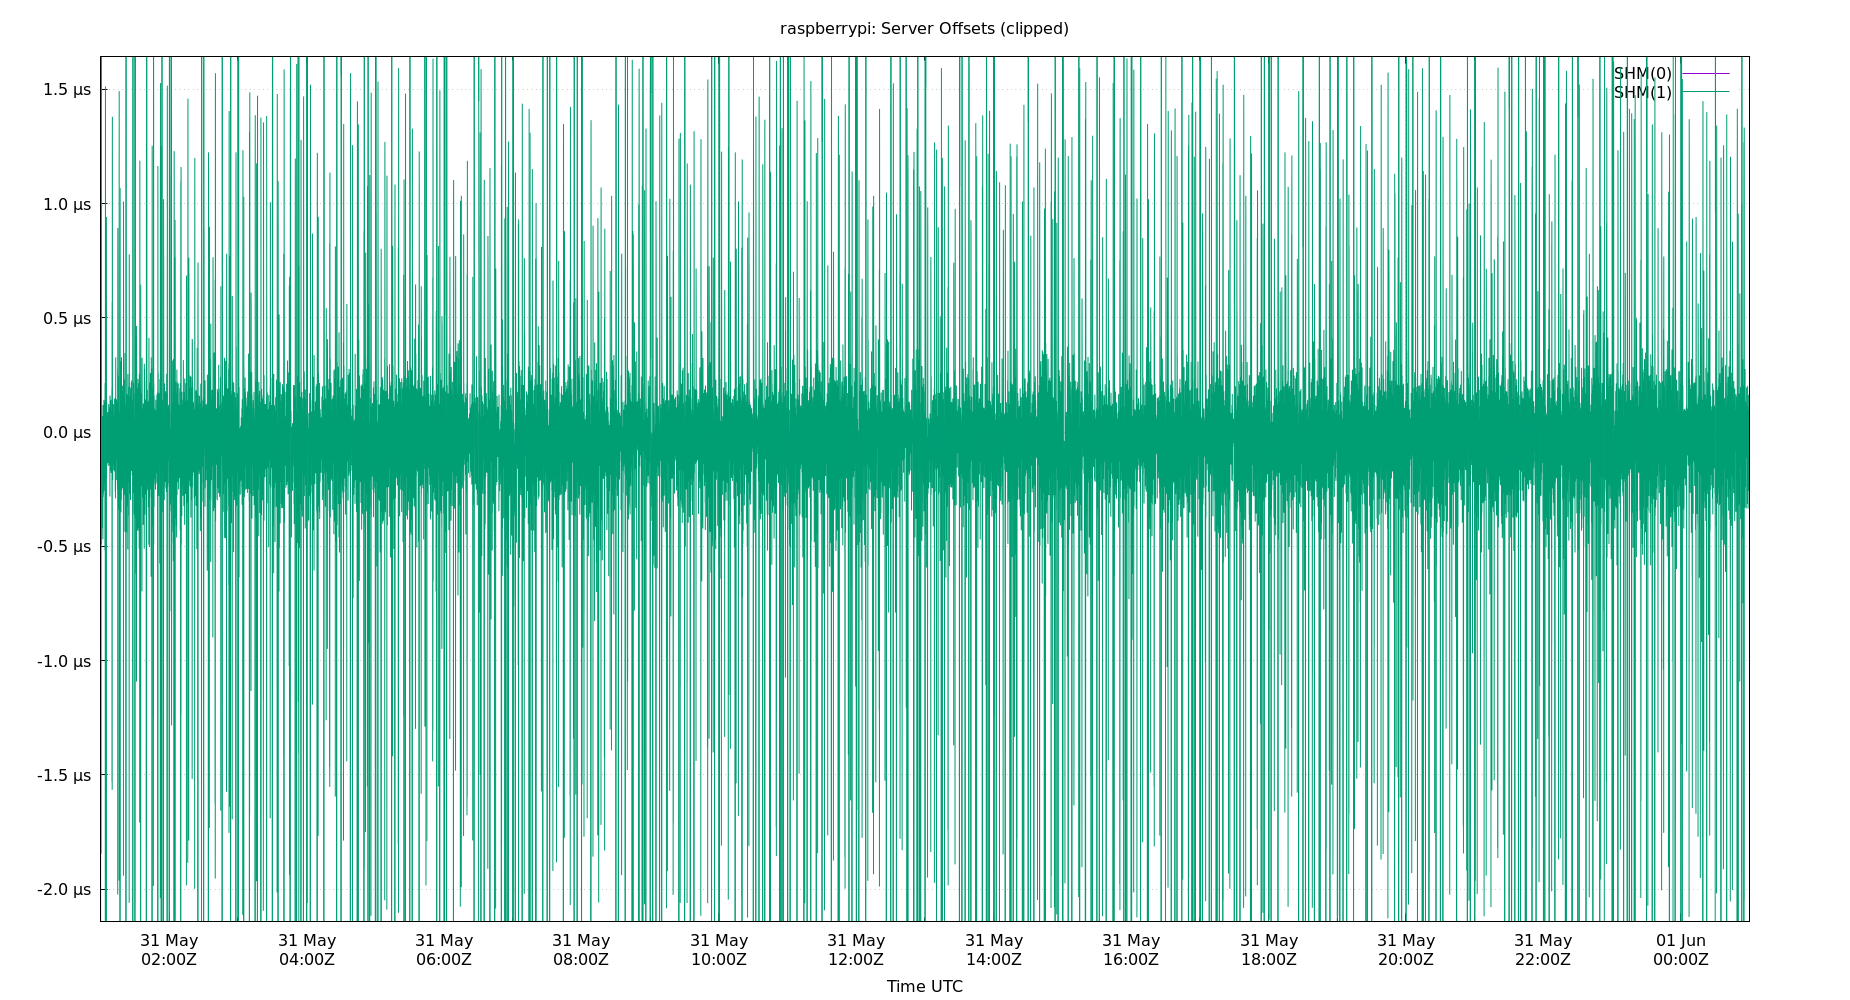 raspberrypi: Server Offsets (clipped)
SHM(0)
SHM(1)
1.5 µs
1.0 µs
0.5 µs
0.0 µs
-0.5 µs
-1.0 µs
-1.5 µs
-2.0 µs
31 May 31 May 31 May 31 May 31 May 31 May 31 May 31 May 31 May 31 May 31 May 01 Jun
02:00Z 04:00Z 06:00Z 08:00Z 10:00Z 12:00Z 14:00Z 16:00Z 18:00Z 20:00Z 22:00Z 00:00Z
Time UTC